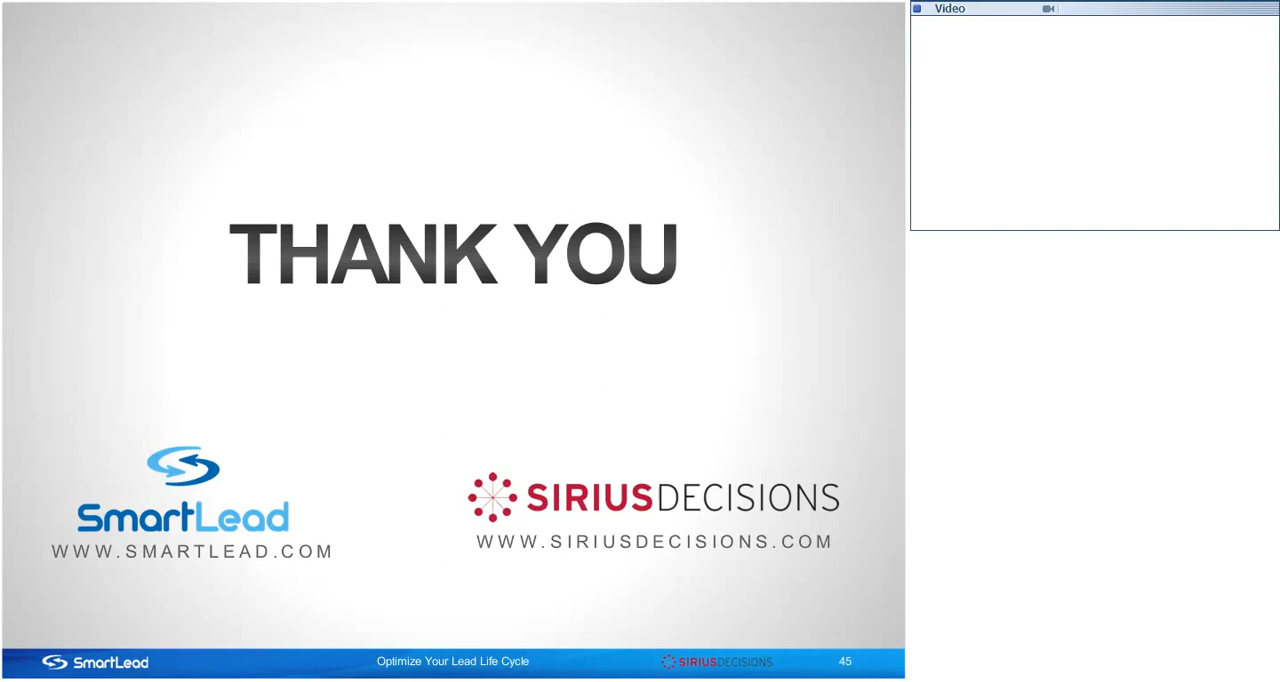 Video
THANK YOU
SmartLead
WWW.SMARTLEAD.COM
SIRIUSDECISIONS
WWW.SIRIUSDECISIONS.COM
SmartLead
Optimize Your Lead Life Cycle
SIRIUSDECISIONS
45